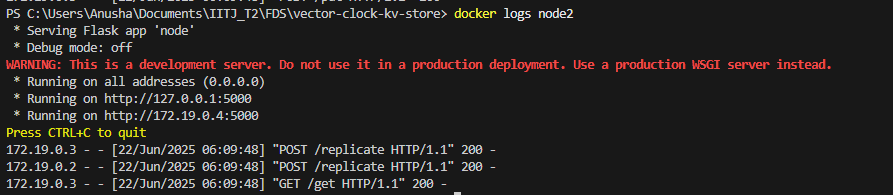 PS C:\Users\Anusha\Documents\IITJ_T2\FDS\vector-clock-kv-store> docker logs node2
 * Serving Flask app 'node'
 * Debug mode: off
WARNING: This is a development server. Do not use it in a production deployment. Use a production WSGI server instead.
 * Running on all addresses (0.0.0.0)
 * Running on http://127.0.0.1:5000
 * Running on http://172.19.0.4:5000
Press CTRL+C to quit
172.19.0.3 - - [22/Jun/2025 06:09:48] "POST /replicate HTTP/1.1" 200 -
172.19.0.2 - - [22/Jun/2025 06:09:48] "POST /replicate HTTP/1.1" 200 -
172.19.0.3 - - [22/Jun/2025 06:09:48] "GET /get HTTP/1.1" 200 -